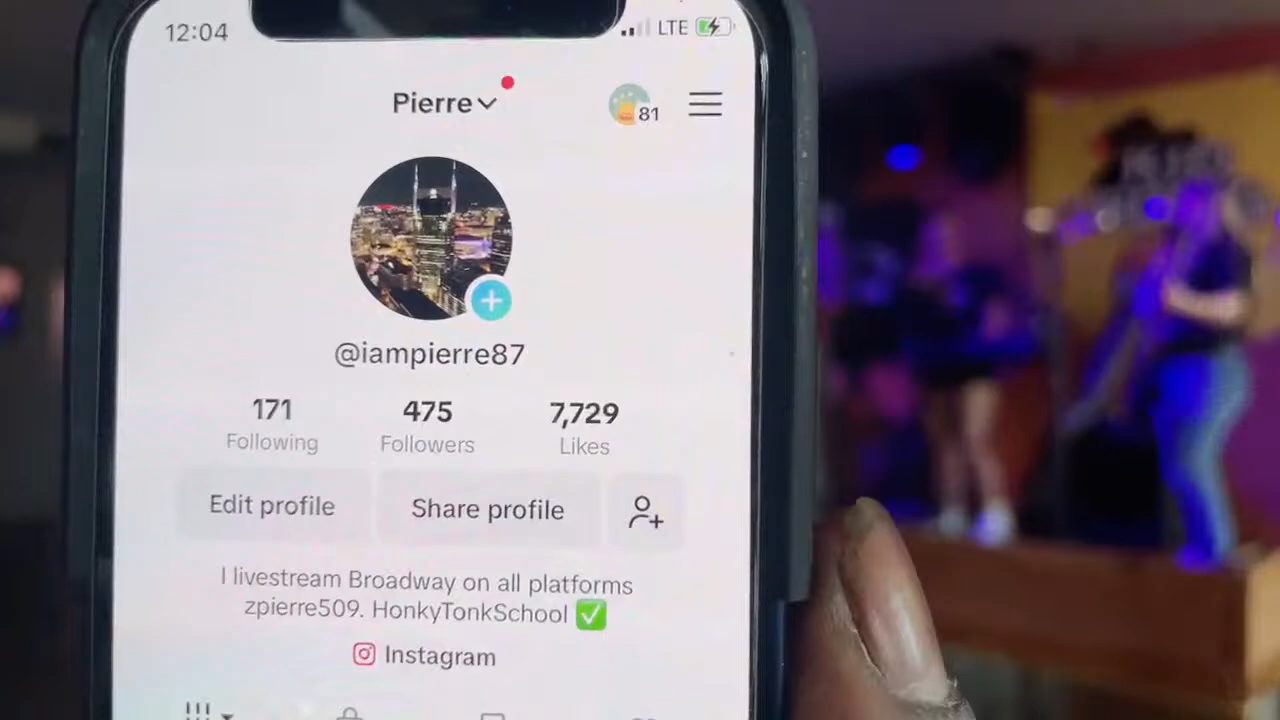 12:04 LTE
Pierre
81
@iampierre87
171 475 7,729
Following Followers Likes
Edit profile Share profile
I livestream Broadway on all platforms
zpierre509. HonkyTonkSchool ✅
Instagram